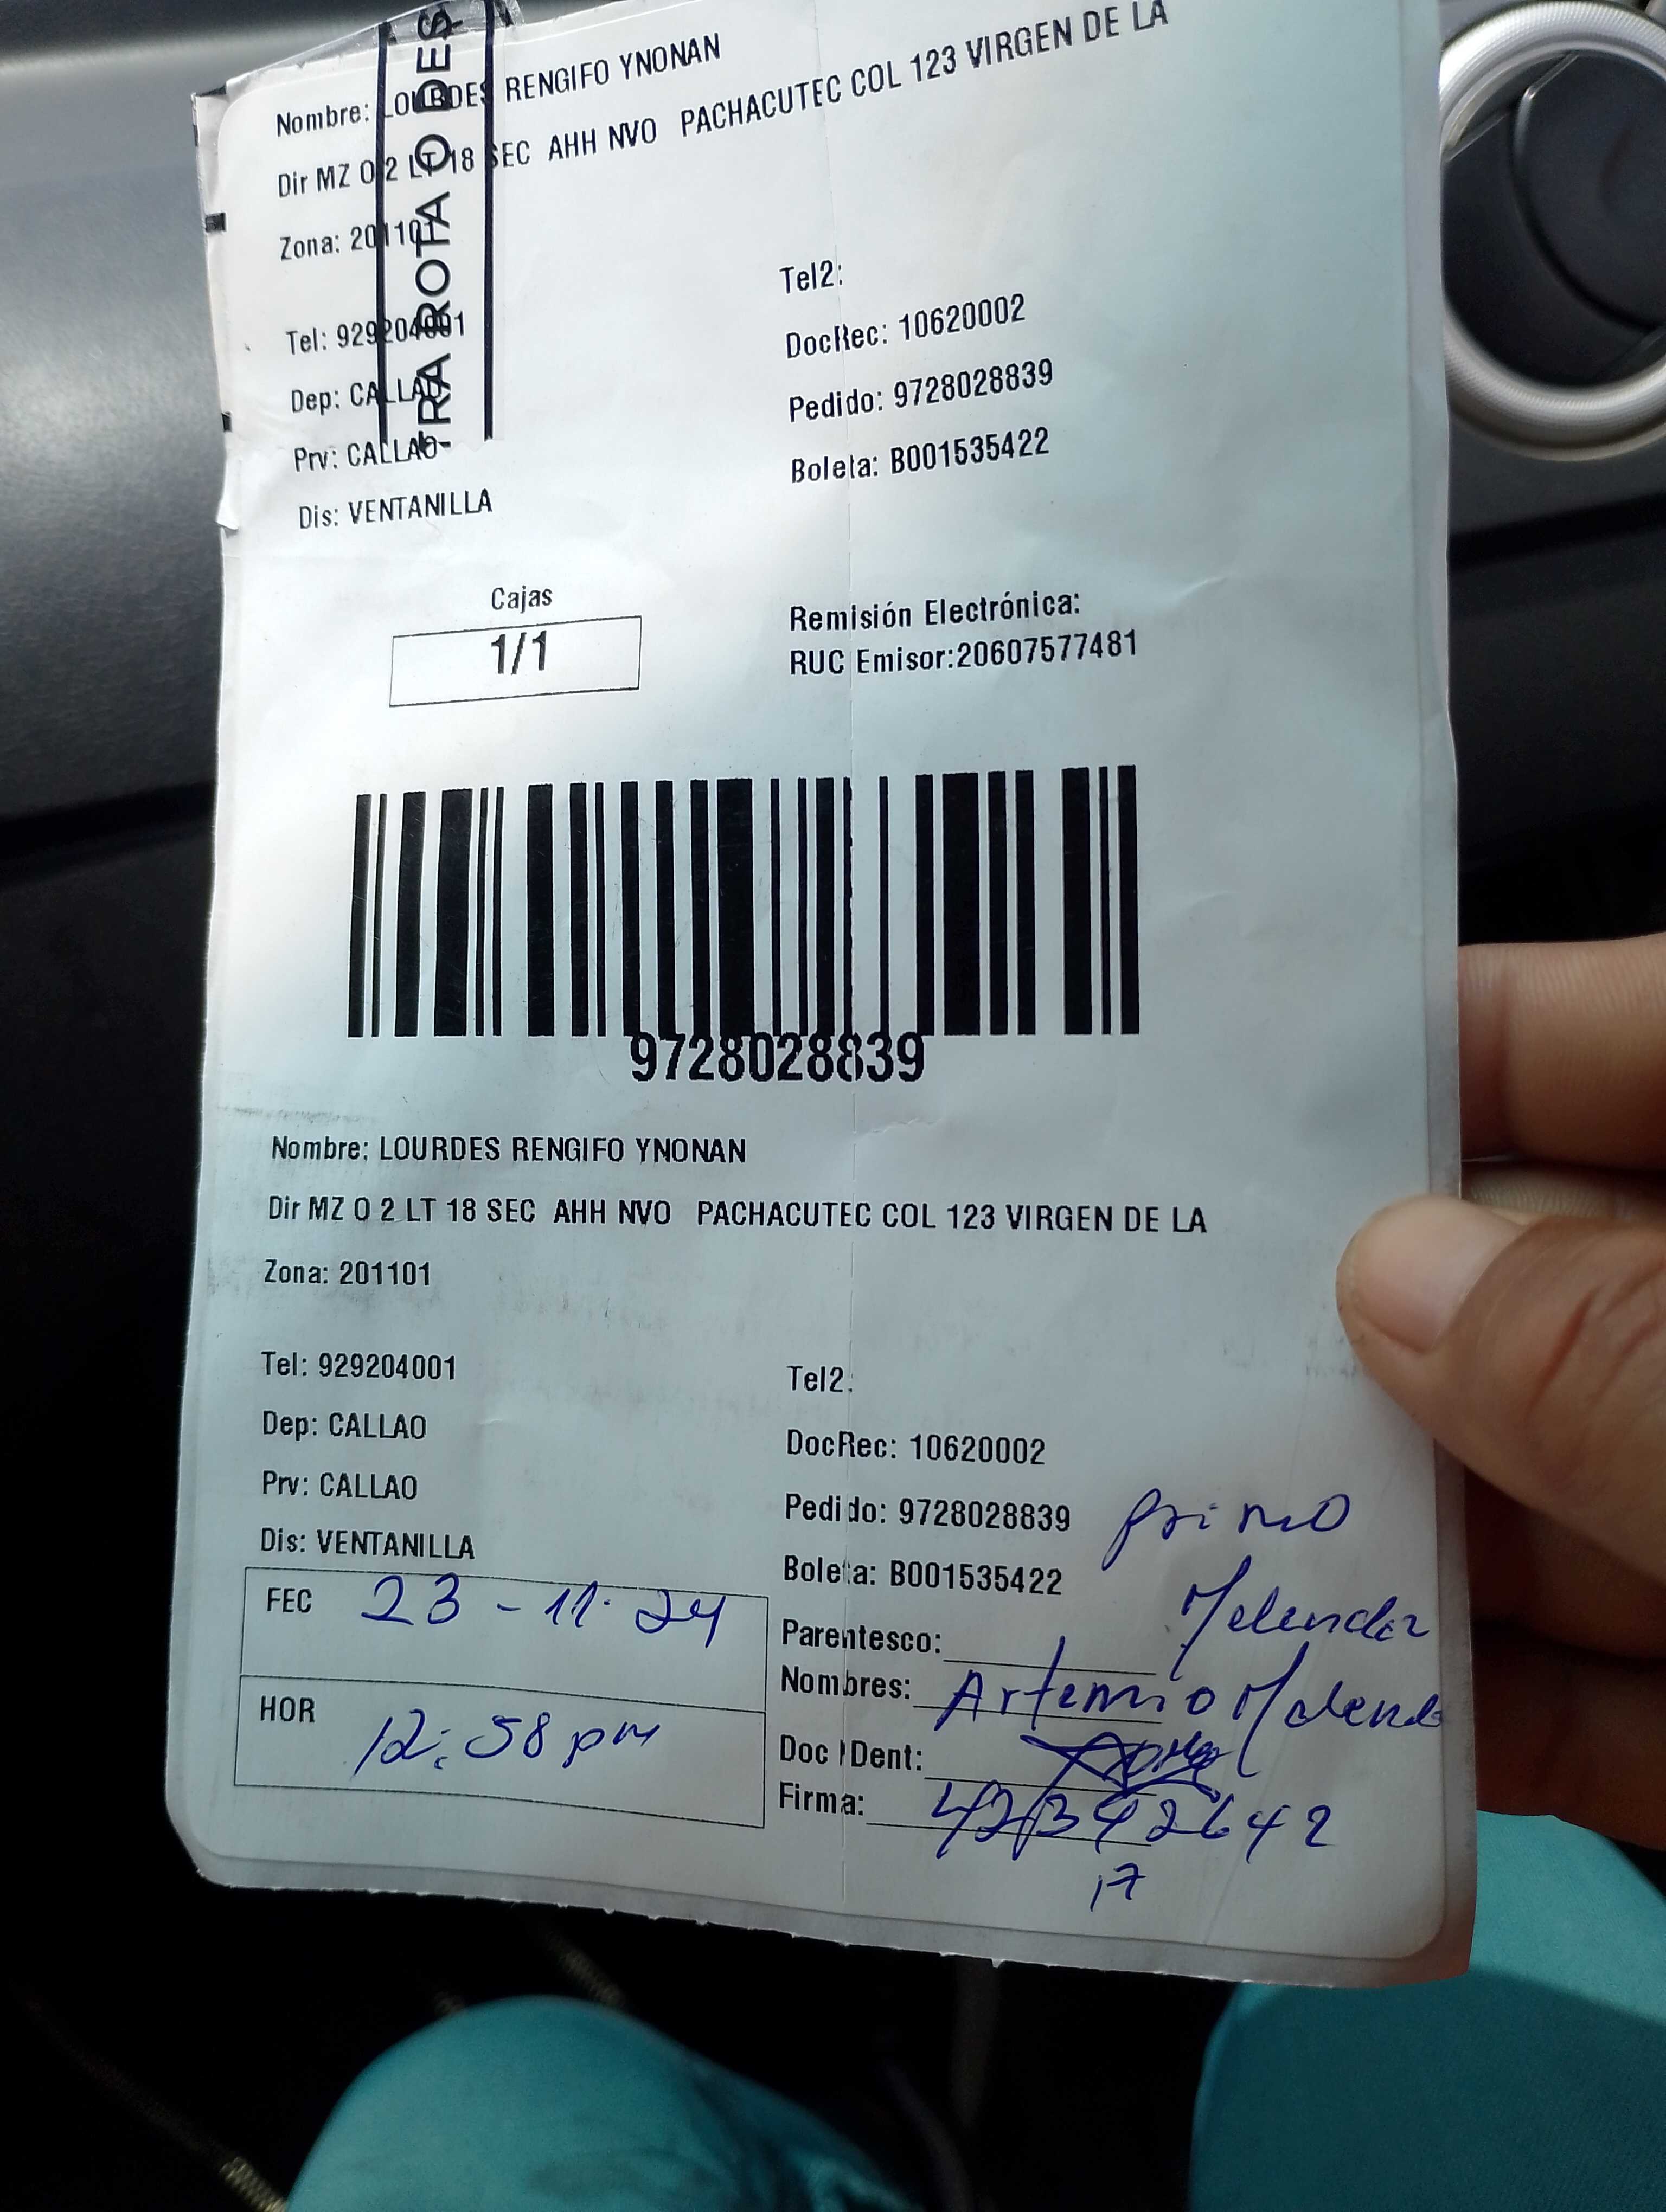 TRA ROTA O DES
Nombre: LOURDES RENGIFO YNONAN
Dir MZ O 2 LT 18 SEC AHH NVO PACHACUTEC COL 123 VIRGEN DE LA
Zona: 201101
Tel: 929204001
Tel2:
Dep: CALLAO
DocRec: 10620002
Prv: CALLAO
Pedido: 9728028839
Dis: VENTANILLA
Boleta: B001535422
Cajas
1/1
Remisión Electrónica:
RUC Emisor:20607577481
9728028839
Nombre: LOURDES RENGIFO YNONAN
Dir MZ O 2 LT 18 SEC AHH NVO PACHACUTEC COL 123 VIRGEN DE LA
Zona: 201101
Tel: 929204001
Tel2:
Dep: CALLAO
DocRec: 10620002
Prv: CALLAO
Pedido: 9728028839
primo
Dis: VENTANILLA
Boleta: B001535422
FEC 23-11-24
Parentesco:
Nombres: Artemio
HOR 12:58 pm
Doc IDent:
Firma:
17